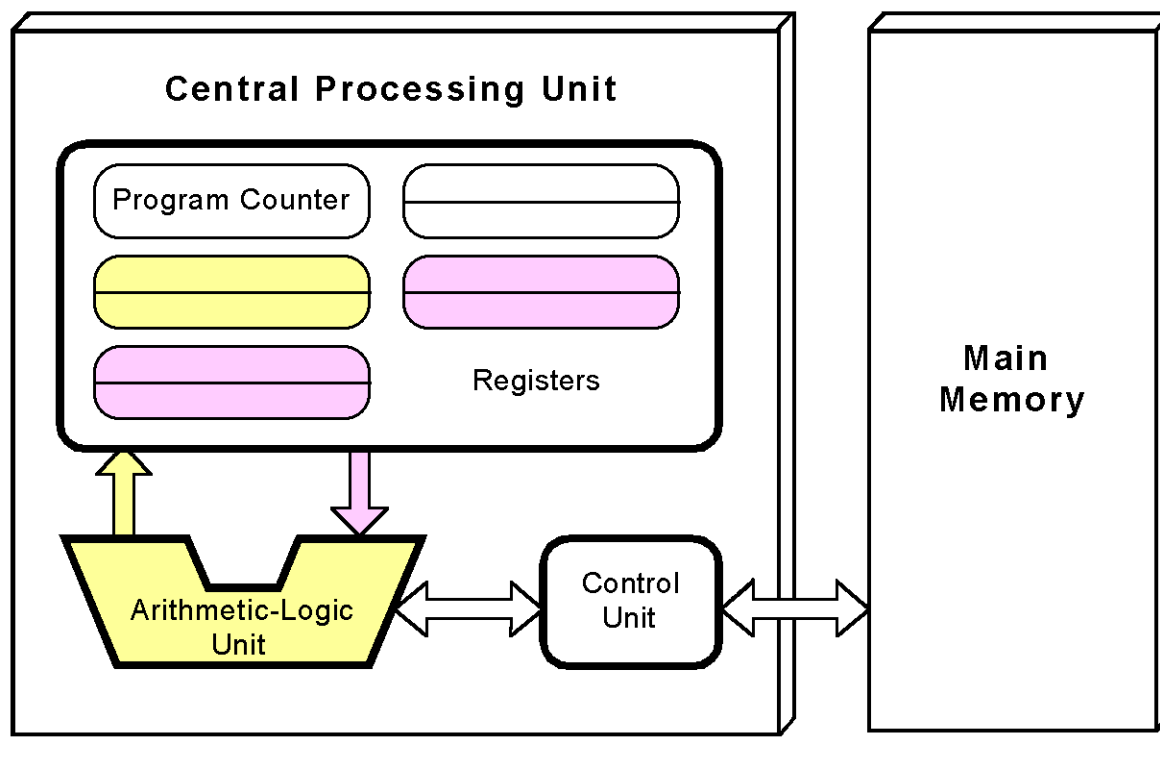 Central Processing Unit
Program Counter
Registers
Main
Memory
Arithmetic-Logic
Unit
Control
Unit